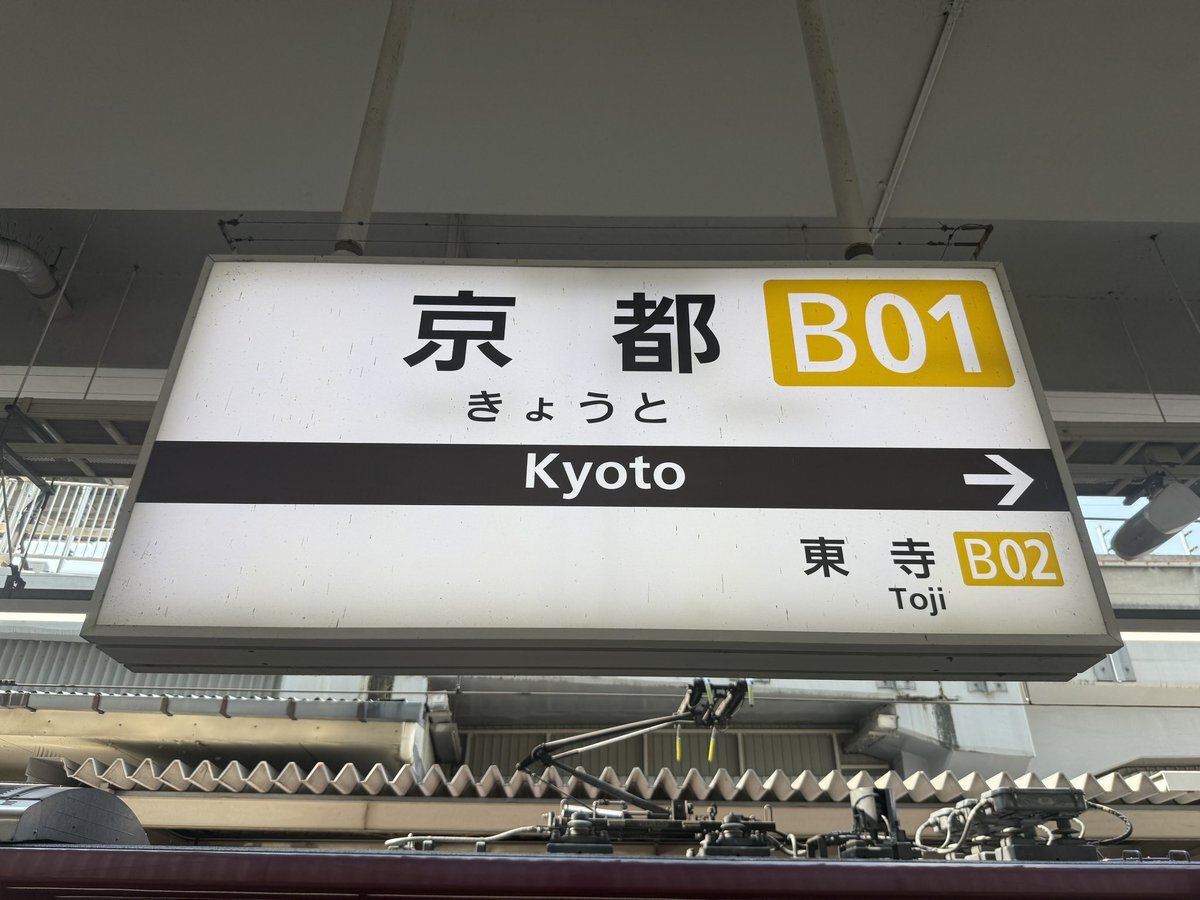 京都 B01
きょうと
Kyoto →
東寺 B02
Toji